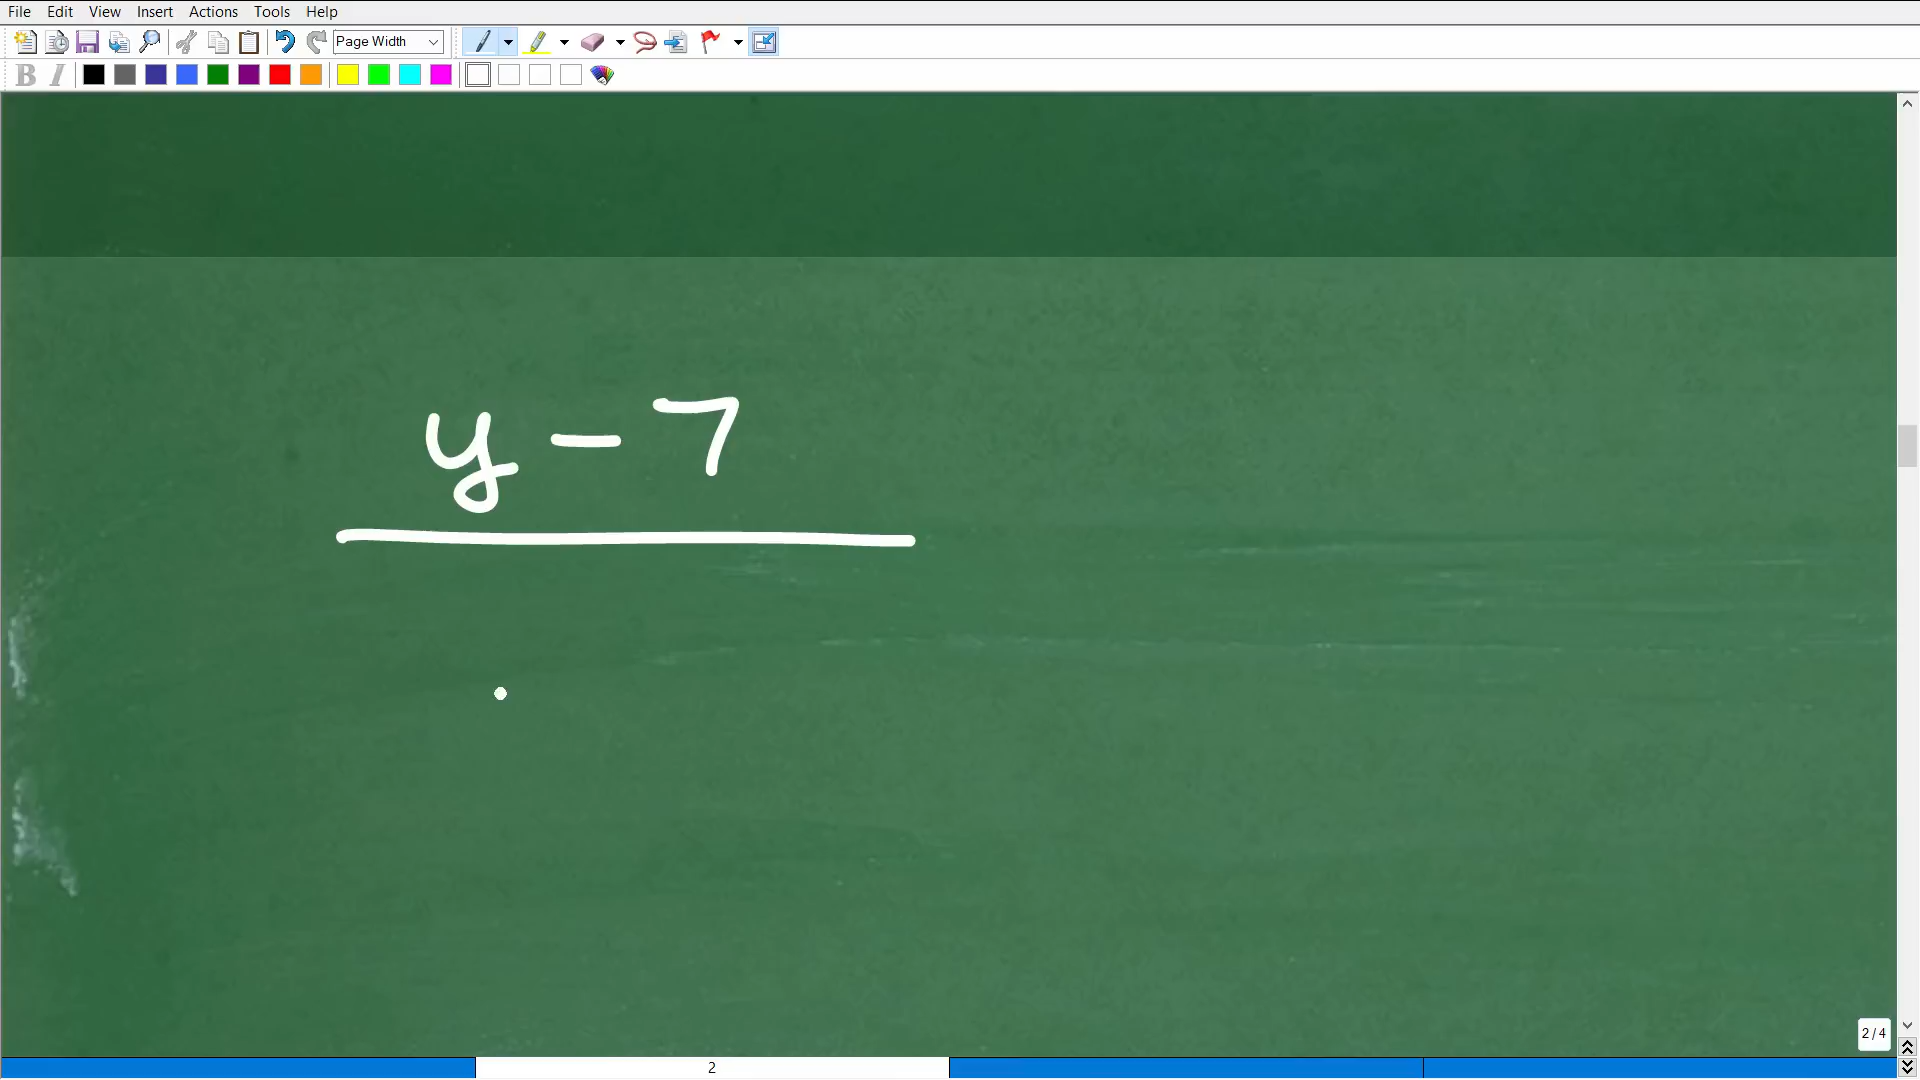 File Edit View Insert Actions Tools Help
Page Width
B I
y - 7
2 / 4
2